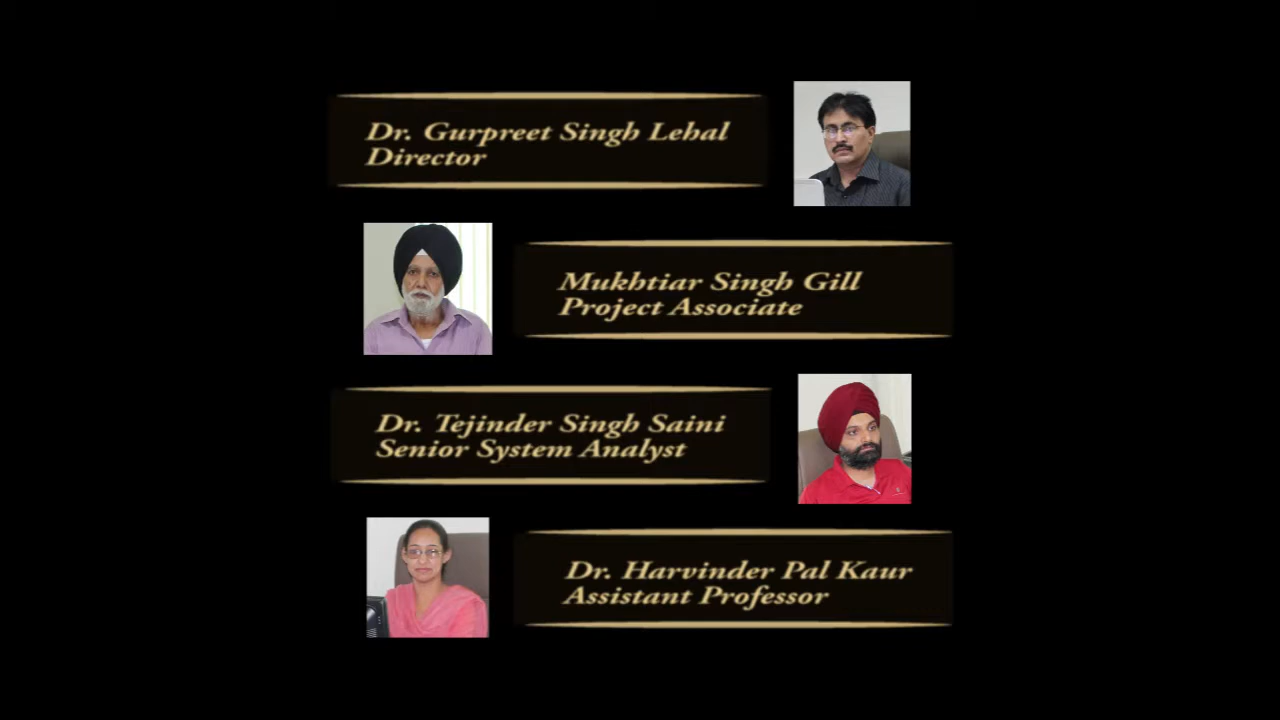 Dr. Gurpreet Singh Lehal
Director
Mukhtiar Singh Gill
Project Associate
Dr. Tejinder Singh Saini
Senior System Analyst
Dr. Harvinder Pal Kaur
Assistant Professor